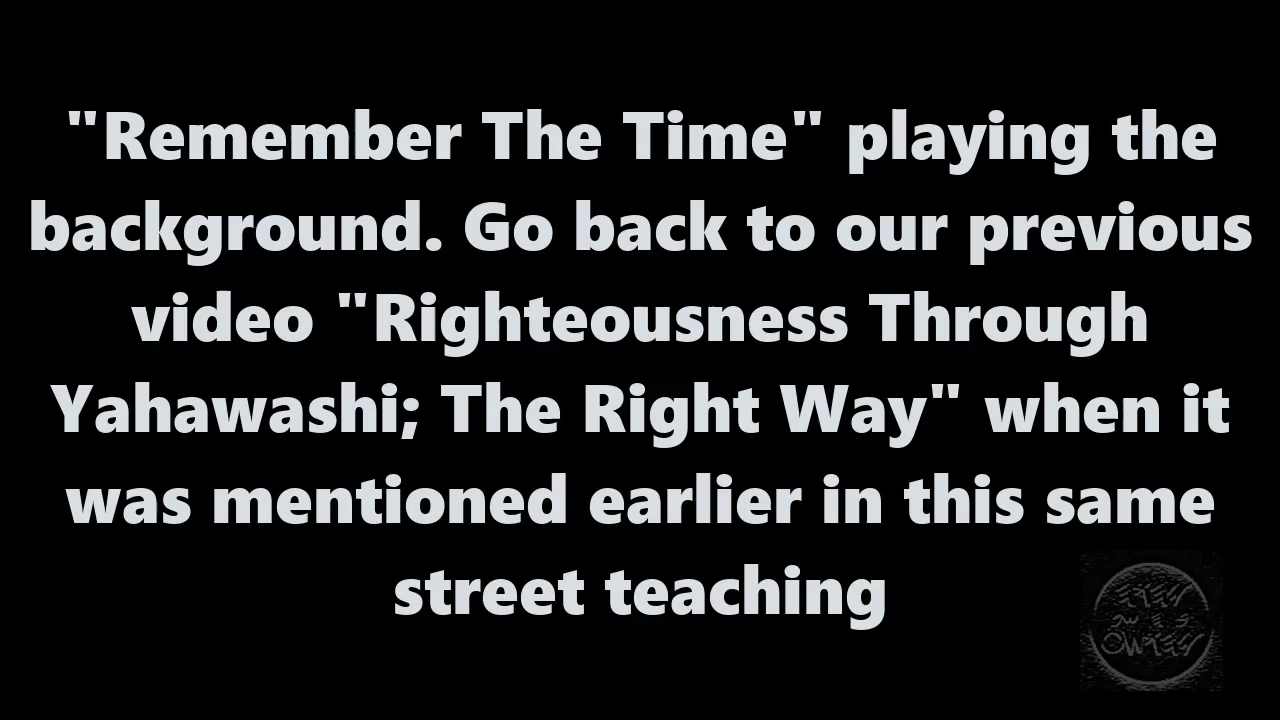 "Remember The Time" playing the
background. Go back to our previous
video "Righteousness Through
Yahawashi; The Right Way" when it
was mentioned earlier in this same
street teaching